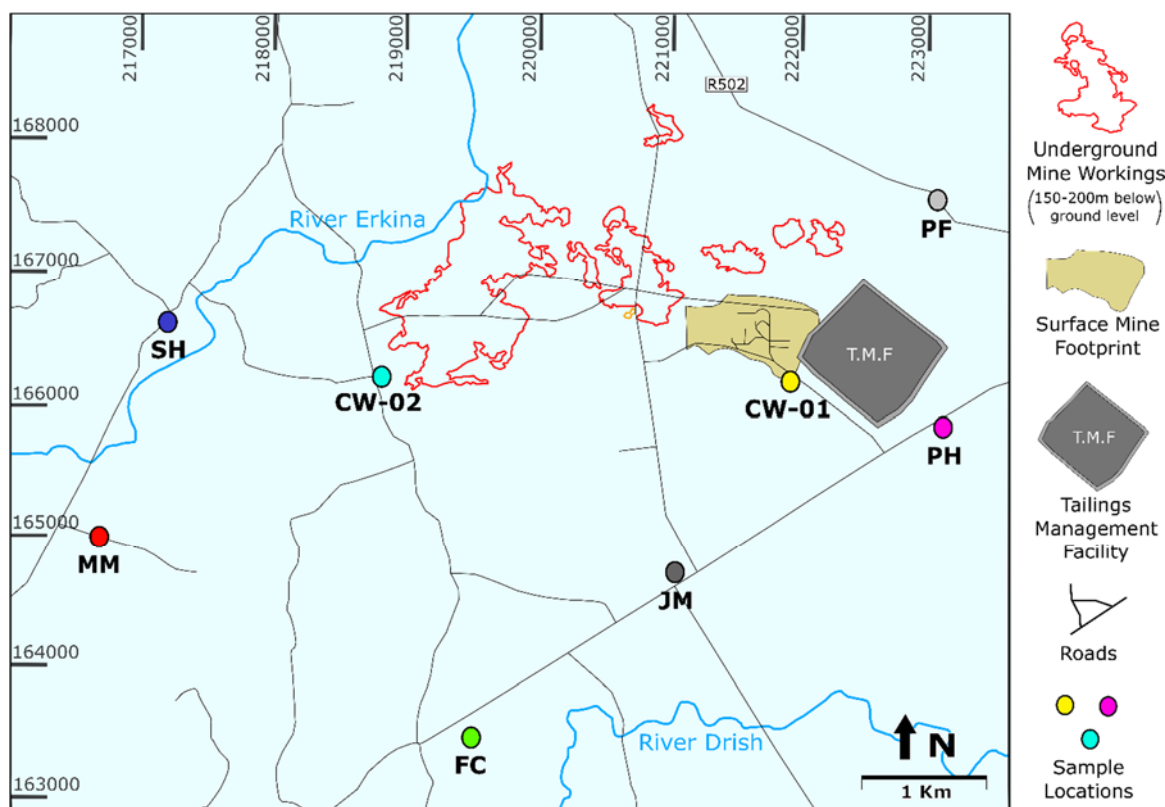 217000
218000
219000
220000
221000
222000
223000
R502
168000
167000
166000
165000
164000
163000
River Erkina
PF
SH
CW-02
T.M.F
CW-01
PH
MM
JM
FC
River Drish
N
1 Km
Underground
Mine Workings
(150-200m below
ground level)
Surface Mine
Footprint
T.M.F
Tailings
Management
Facility
Roads
Sample
Locations